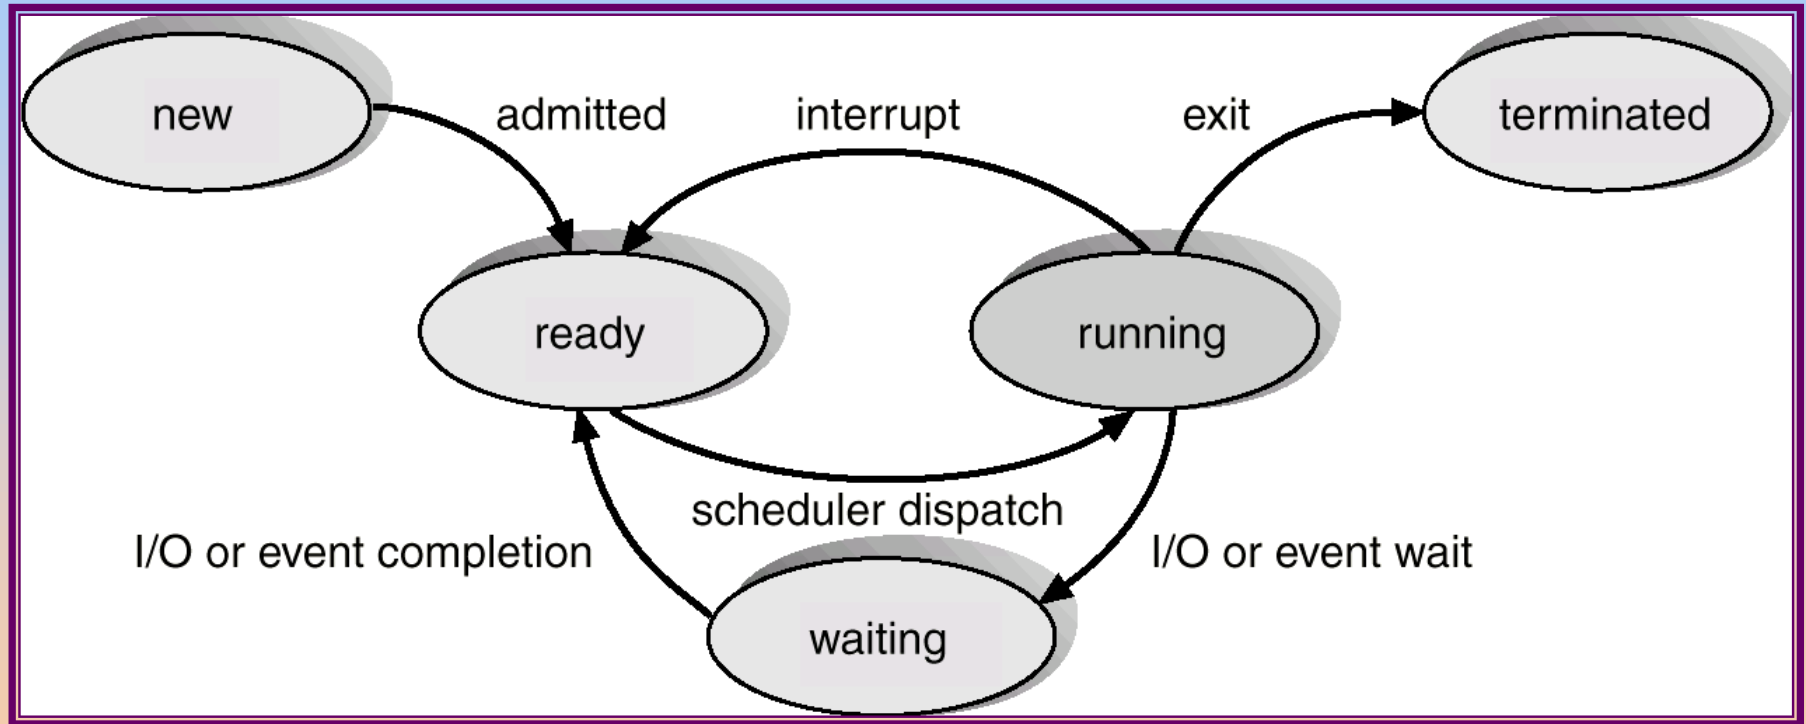 new
admitted
interrupt
exit
terminated
ready
running
scheduler dispatch
I/O or event completion
I/O or event wait
waiting